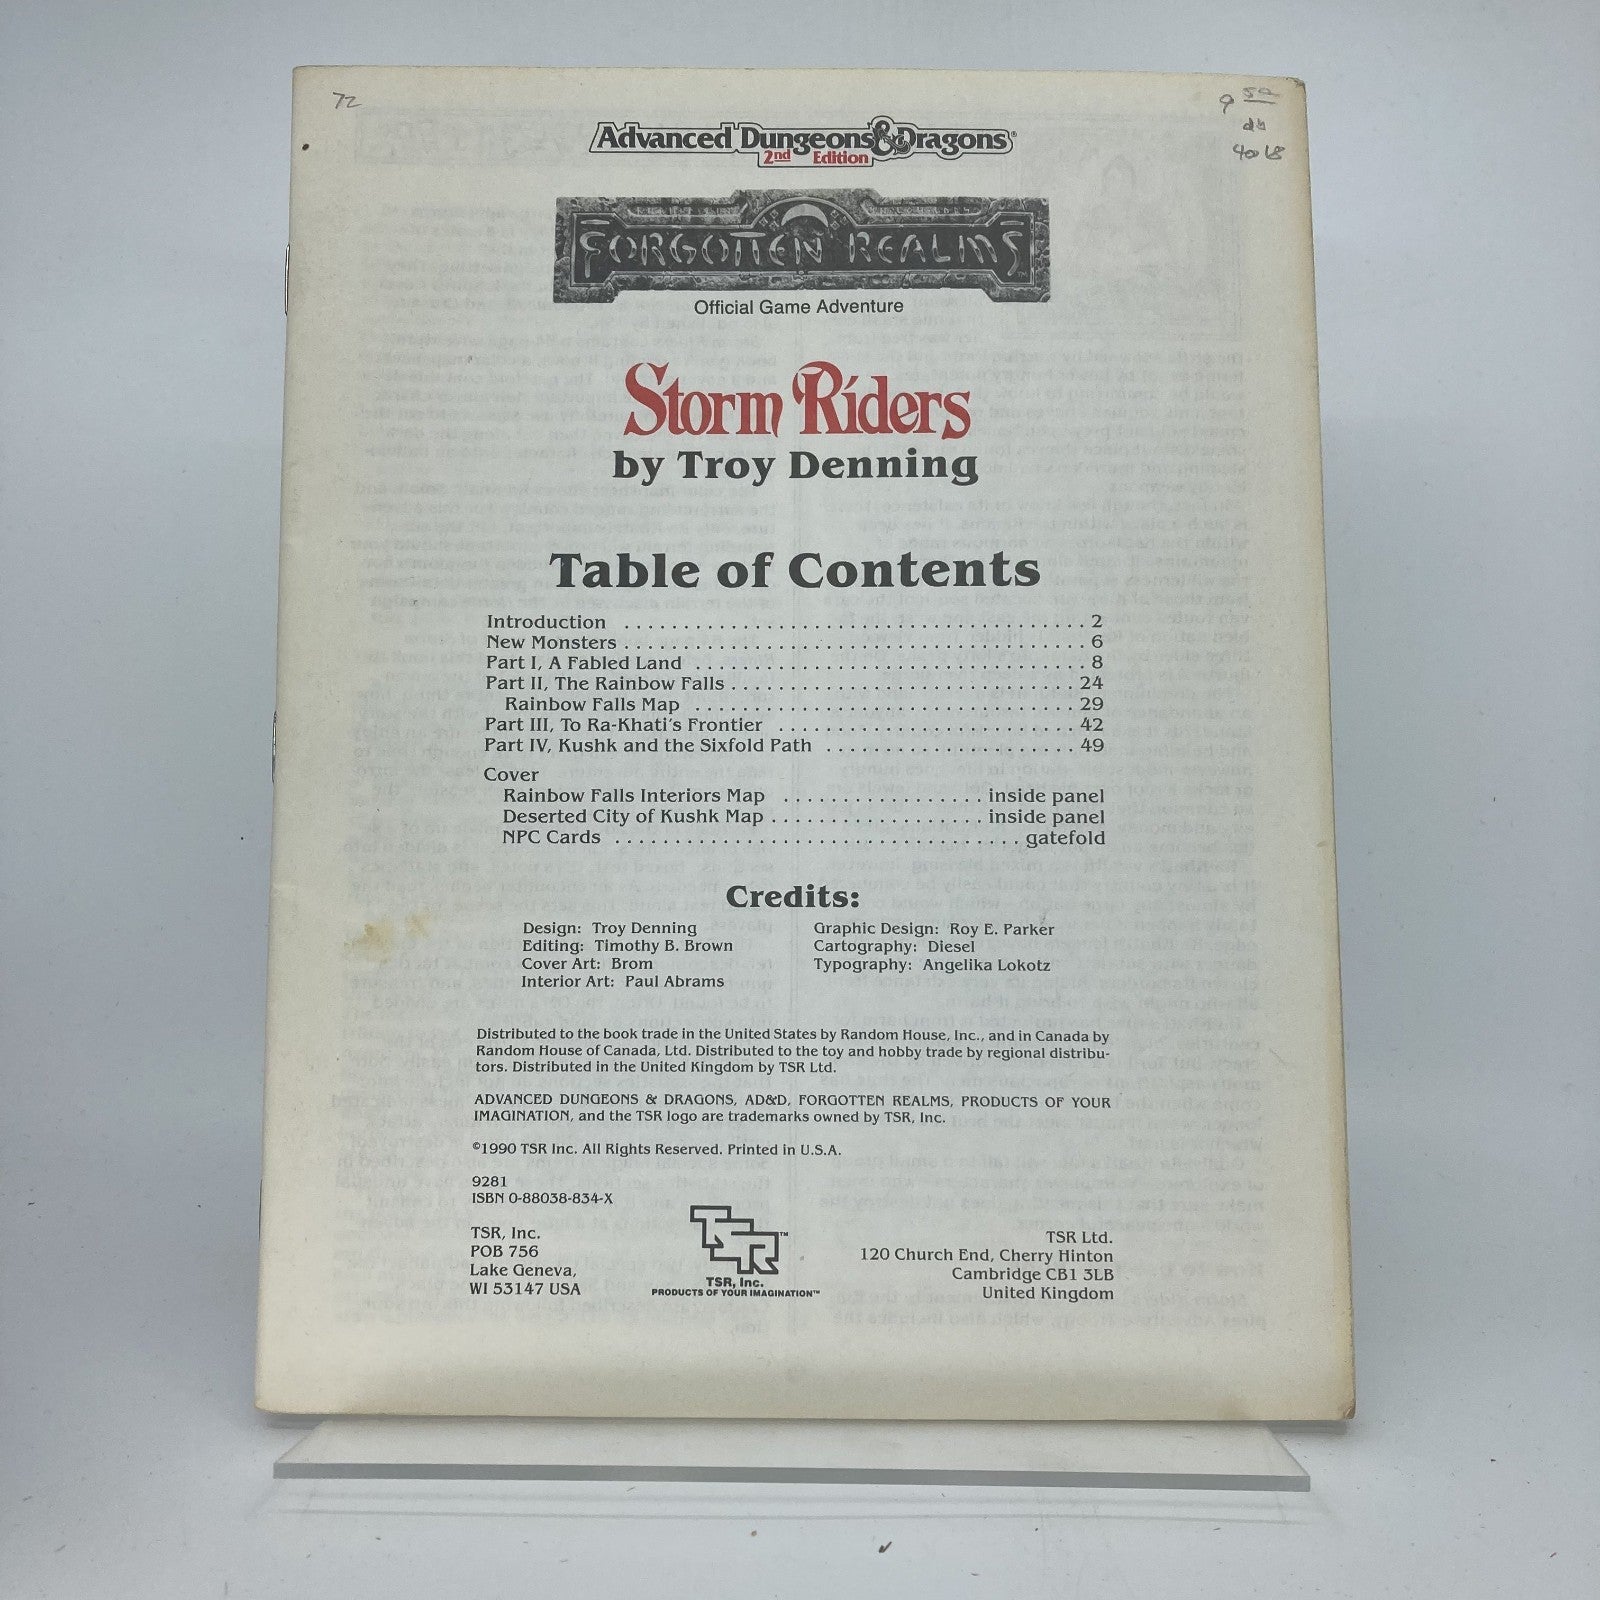 72
9 50
Advanced Dungeons & Dragons®
2nd Edition
FORGOTTEN REALMS™
Official Game Adventure
Storm Riders
by Troy Denning
Table of Contents
Introduction . . . . . . . . . . . . . . . . . . . . . . . . . . . . . . . . . . . . . . . 2
New Monsters . . . . . . . . . . . . . . . . . . . . . . . . . . . . . . . . . . . . . . . 6
Part I, A Fabled Land . . . . . . . . . . . . . . . . . . . . . . . . . . . . . . . . . 8
Part II, The Rainbow Falls . . . . . . . . . . . . . . . . . . . . . . . . . . . . . 24
Rainbow Falls Map . . . . . . . . . . . . . . . . . . . . . . . . . . . . . . . . 29
Part III, To Ra-Khati's Frontier . . . . . . . . . . . . . . . . . . . . . . . . . 42
Part IV, Kushk and the Sixfold Path . . . . . . . . . . . . . . . . . . . . . 49
Cover
Rainbow Falls Interiors Map . . . . . . . . . . . . . . . . . inside panel
Deserted City of Kushk Map . . . . . . . . . . . . . . . . . . inside panel
NPC Cards . . . . . . . . . . . . . . . . . . . . . . . . . . . . . . . . . . gatefold
Credits:
Design: Troy Denning
Editing: Timothy B. Brown
Cover Art: Brom
Interior Art: Paul Abrams
Graphic Design: Roy E. Parker
Cartography: Diesel
Typography: Angelika Lokotz
Distributed to the book trade in the United States by Random House, Inc., and in Canada by
Random House of Canada, Ltd. Distributed to the toy and hobby trade by regional distribu-
tors. Distributed in the United Kingdom by TSR Ltd.
ADVANCED DUNGEONS & DRAGONS, AD&D, FORGOTTEN REALMS, PRODUCTS OF YOUR
IMAGINATION, and the TSR logo are trademarks owned by TSR, Inc.
©1990 TSR Inc. All Rights Reserved. Printed in U.S.A.
9281
ISBN 0-88038-834-X
TSR, Inc.
POB 756
Lake Geneva,
WI 53147 USA
TSR™
TSR, Inc.
PRODUCTS OF YOUR IMAGINATION™
TSR Ltd.
120 Church End, Cherry Hinton
Cambridge CB1 3LB
United Kingdom